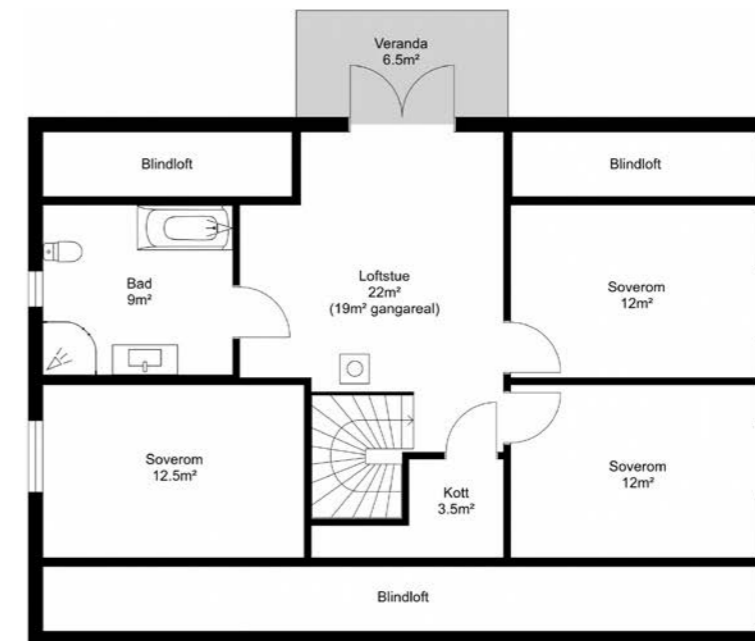 Veranda
6.5m²
Blindloft
Blindloft
Bad
9m²
Loftstue
22m²
(19m² gangareal)
Soverom
12m²
Soverom
12.5m²
Kott
3.5m²
Soverom
12m²
Blindloft